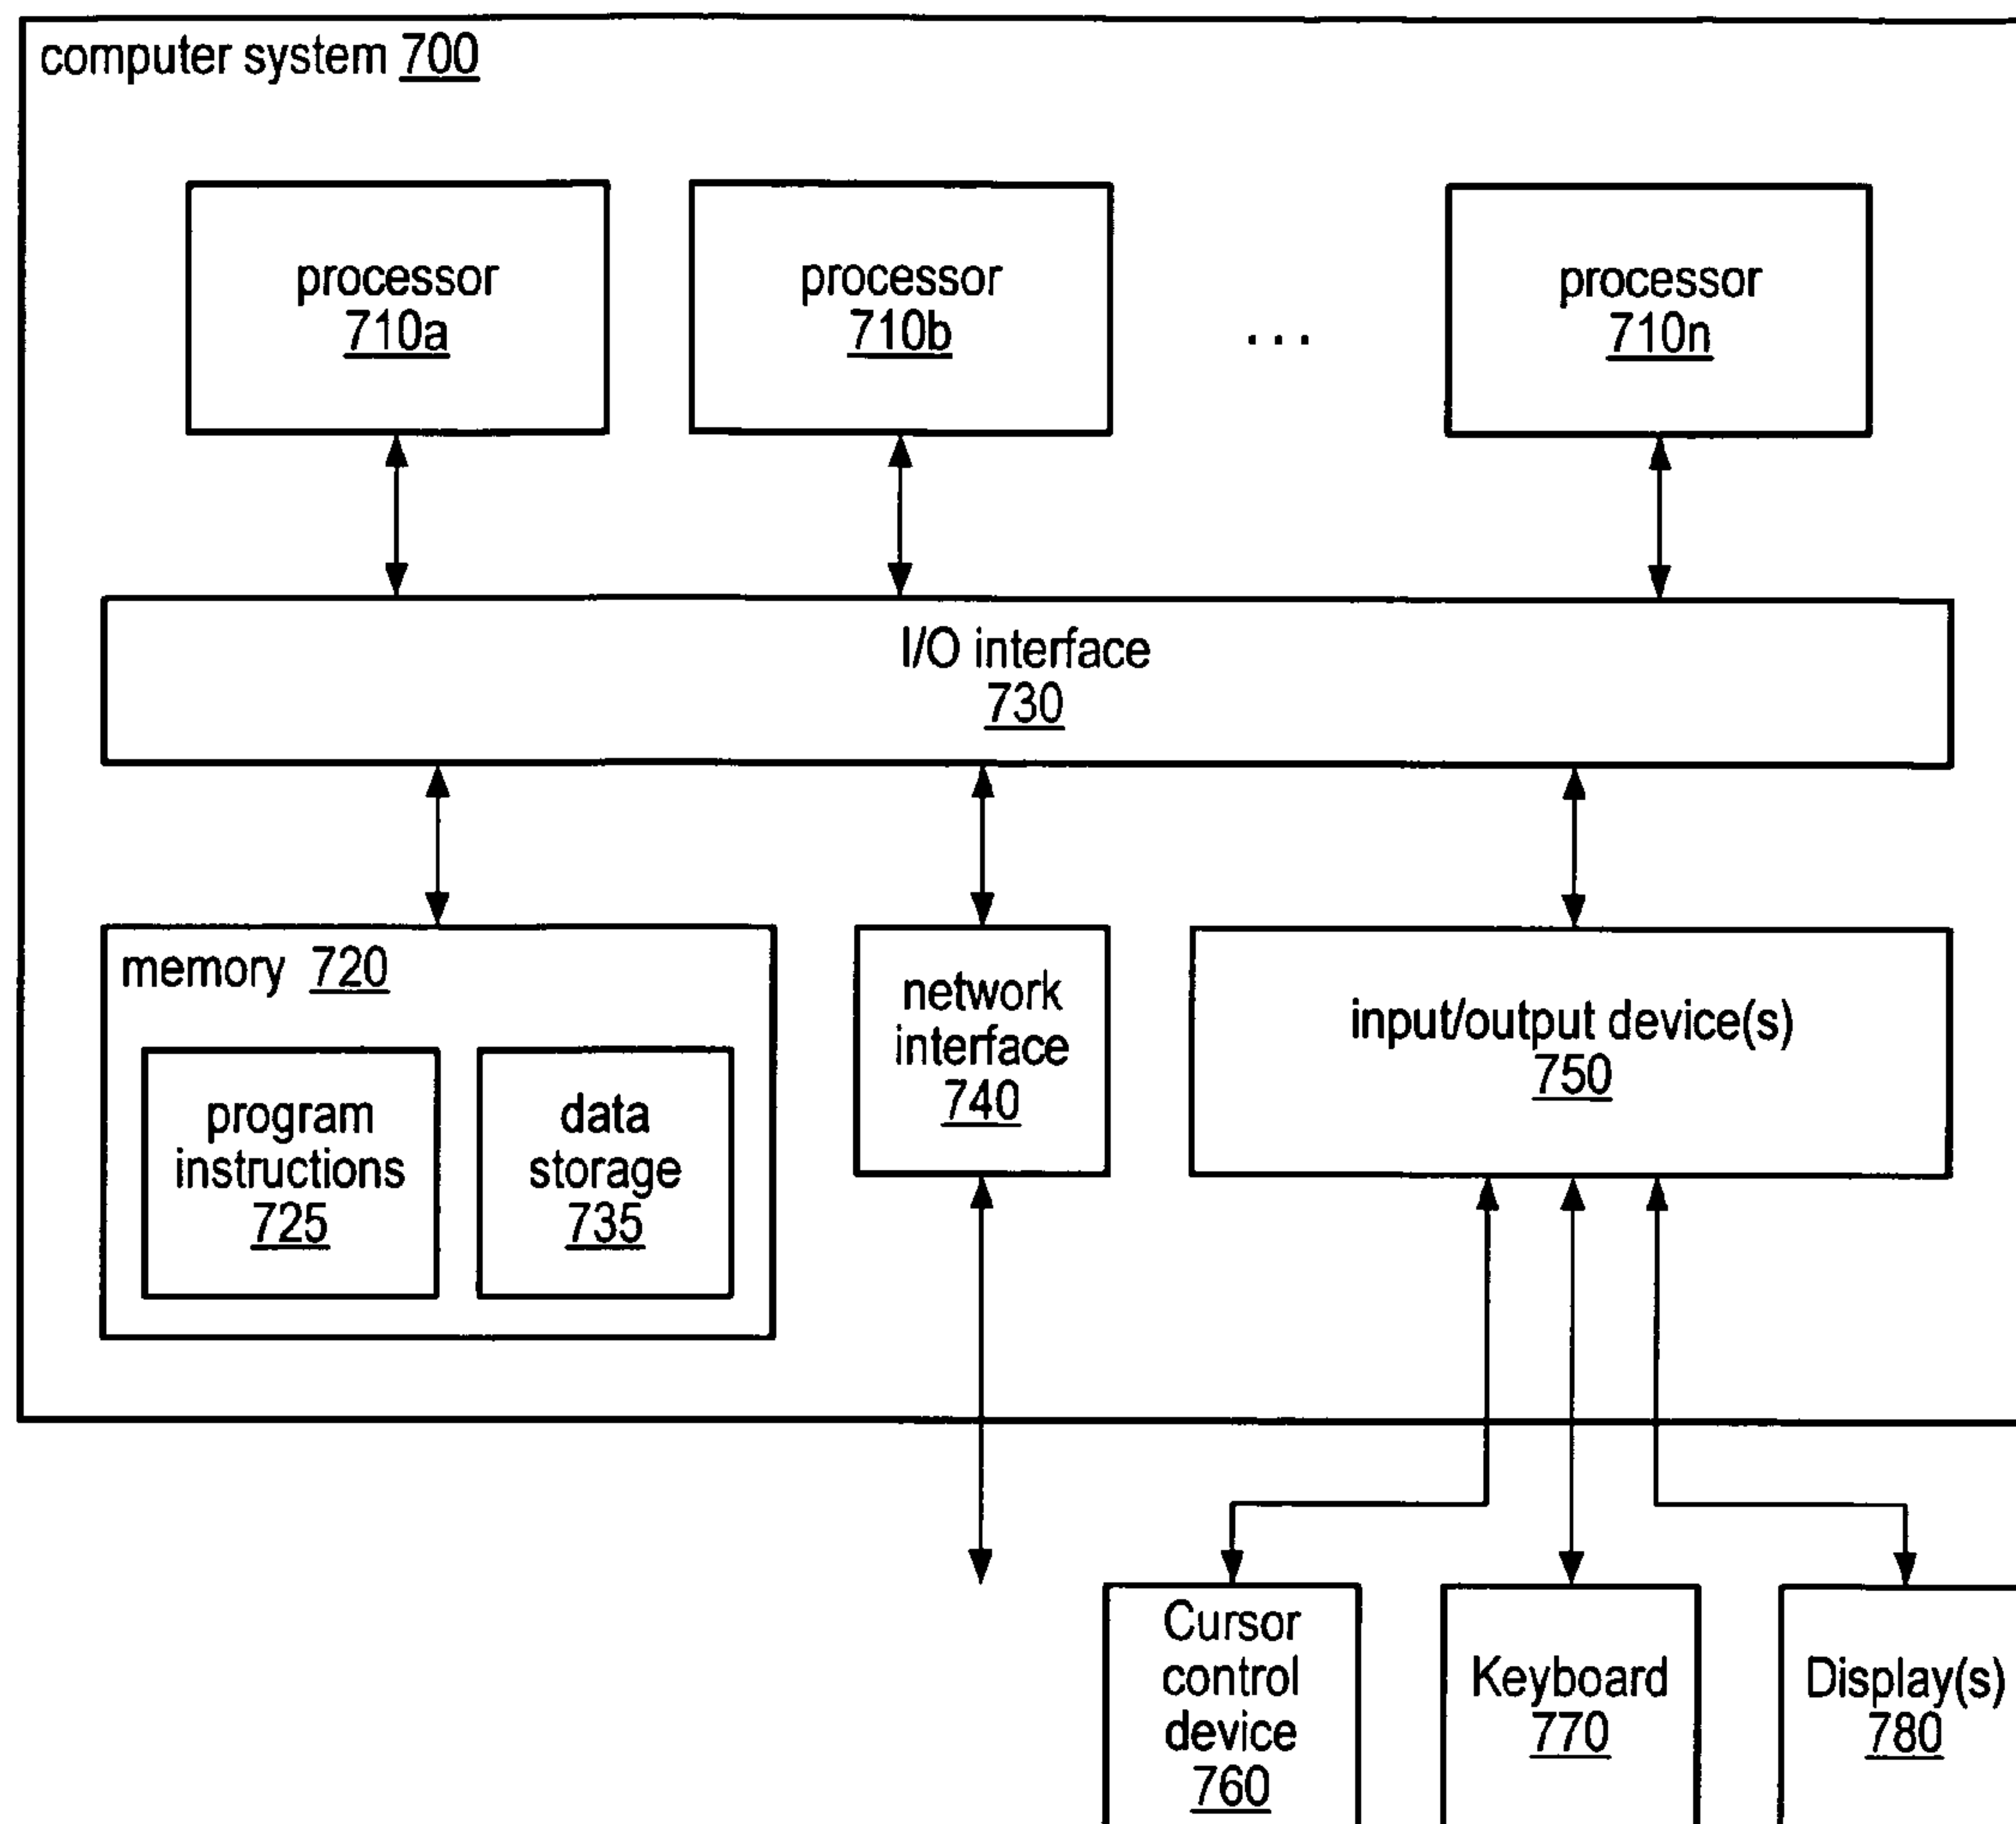 computer system 700
processor
710a
processor
710b
...
processor
710n
I/O interface
730
memory 720
program
instructions
725
data
storage
735
network
interface
740
input/output device(s)
750
Cursor
control
device
760
Keyboard
770
Display(s)
780